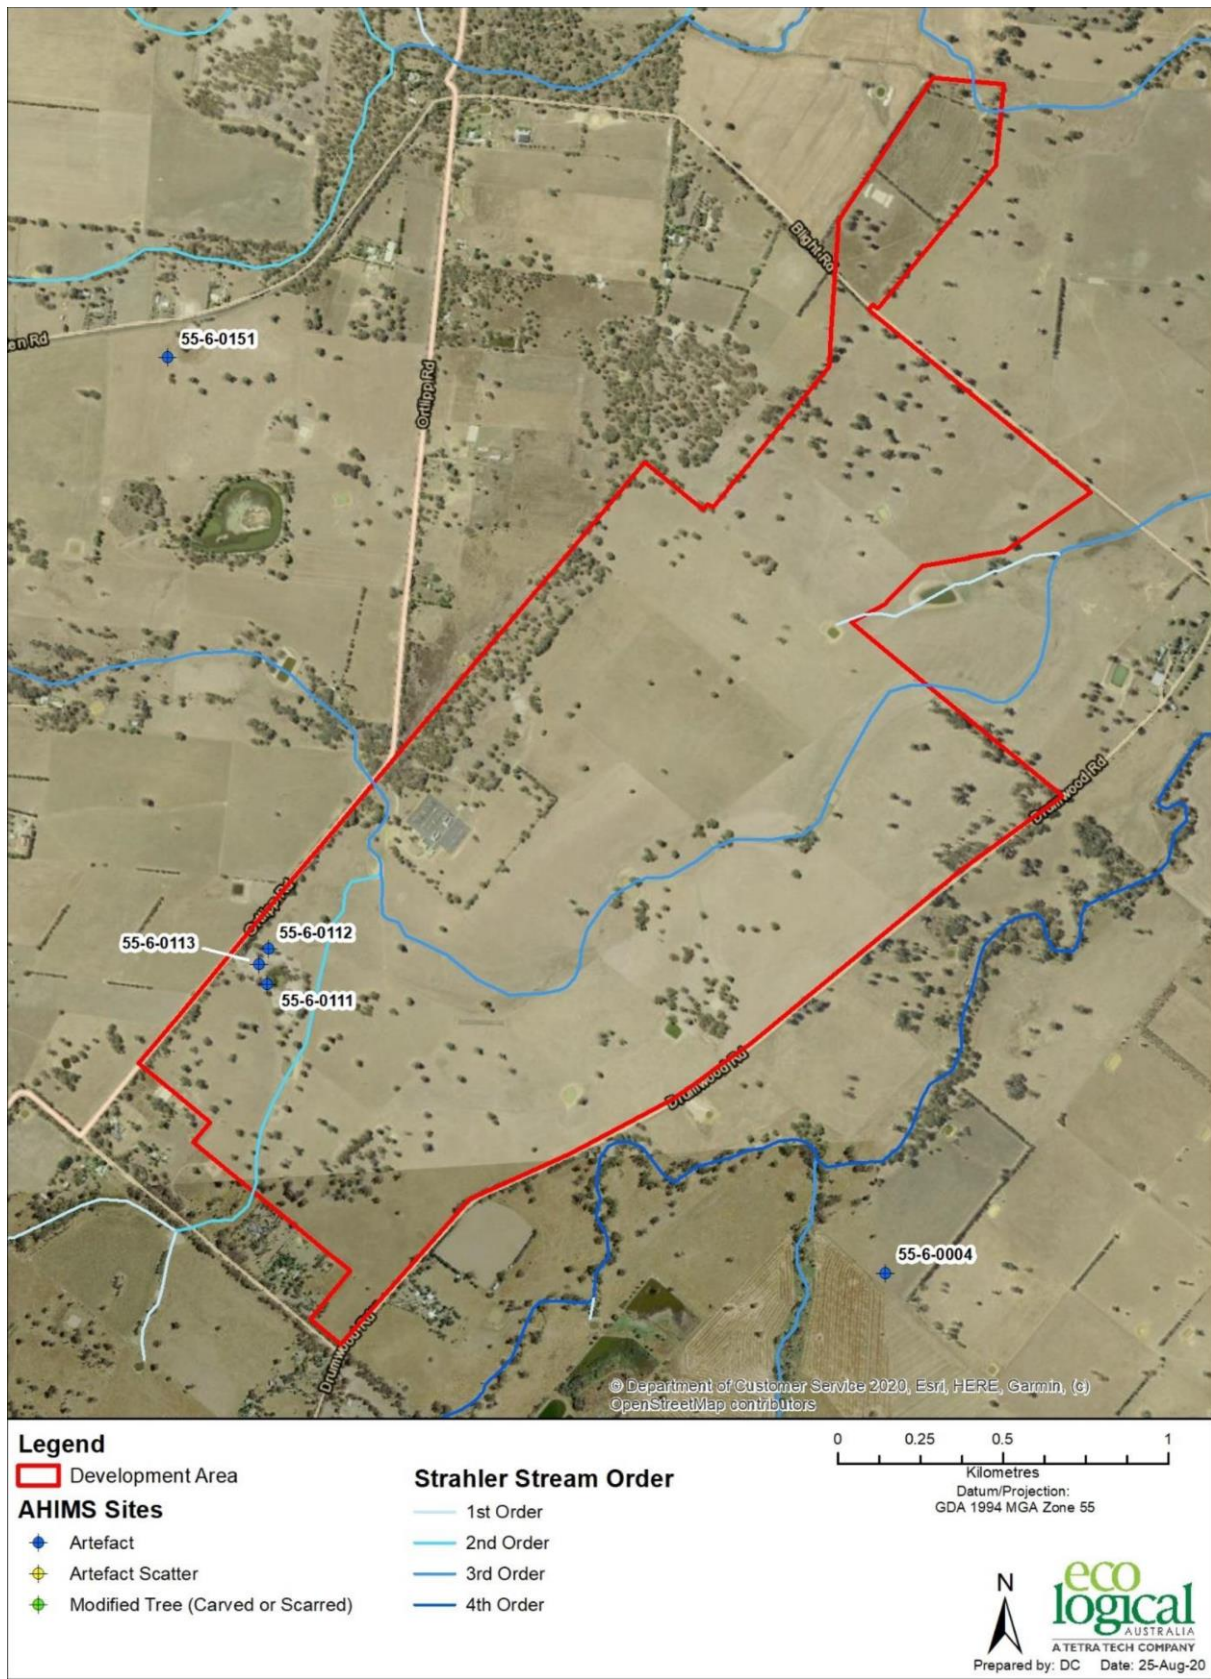 Blight Rd
en Rd
55-6-0151
Ortlipp Rd
Drumwood Rd
Ortlipp Rd
55-6-0112
55-6-0113
55-6-0111
Drumwood Rd
55-6-0004
Drumwood Rd
© Department of Customer Service 2020, Esri, HERE, Garmin, (c)
OpenStreetMap contributors
Legend
Development Area
AHIMS Sites
Artefact
Artefact Scatter
Modified Tree (Carved or Scarred)
Strahler Stream Order
1st Order
2nd Order
3rd Order
4th Order
0 0.25 0.5 1
Kilometres
Datum/Projection:
GDA 1994 MGA Zone 55
N
eco
logical
AUSTRALIA
A TETRA TECH COMPANY
Prepared by: DC Date: 25-Aug-20